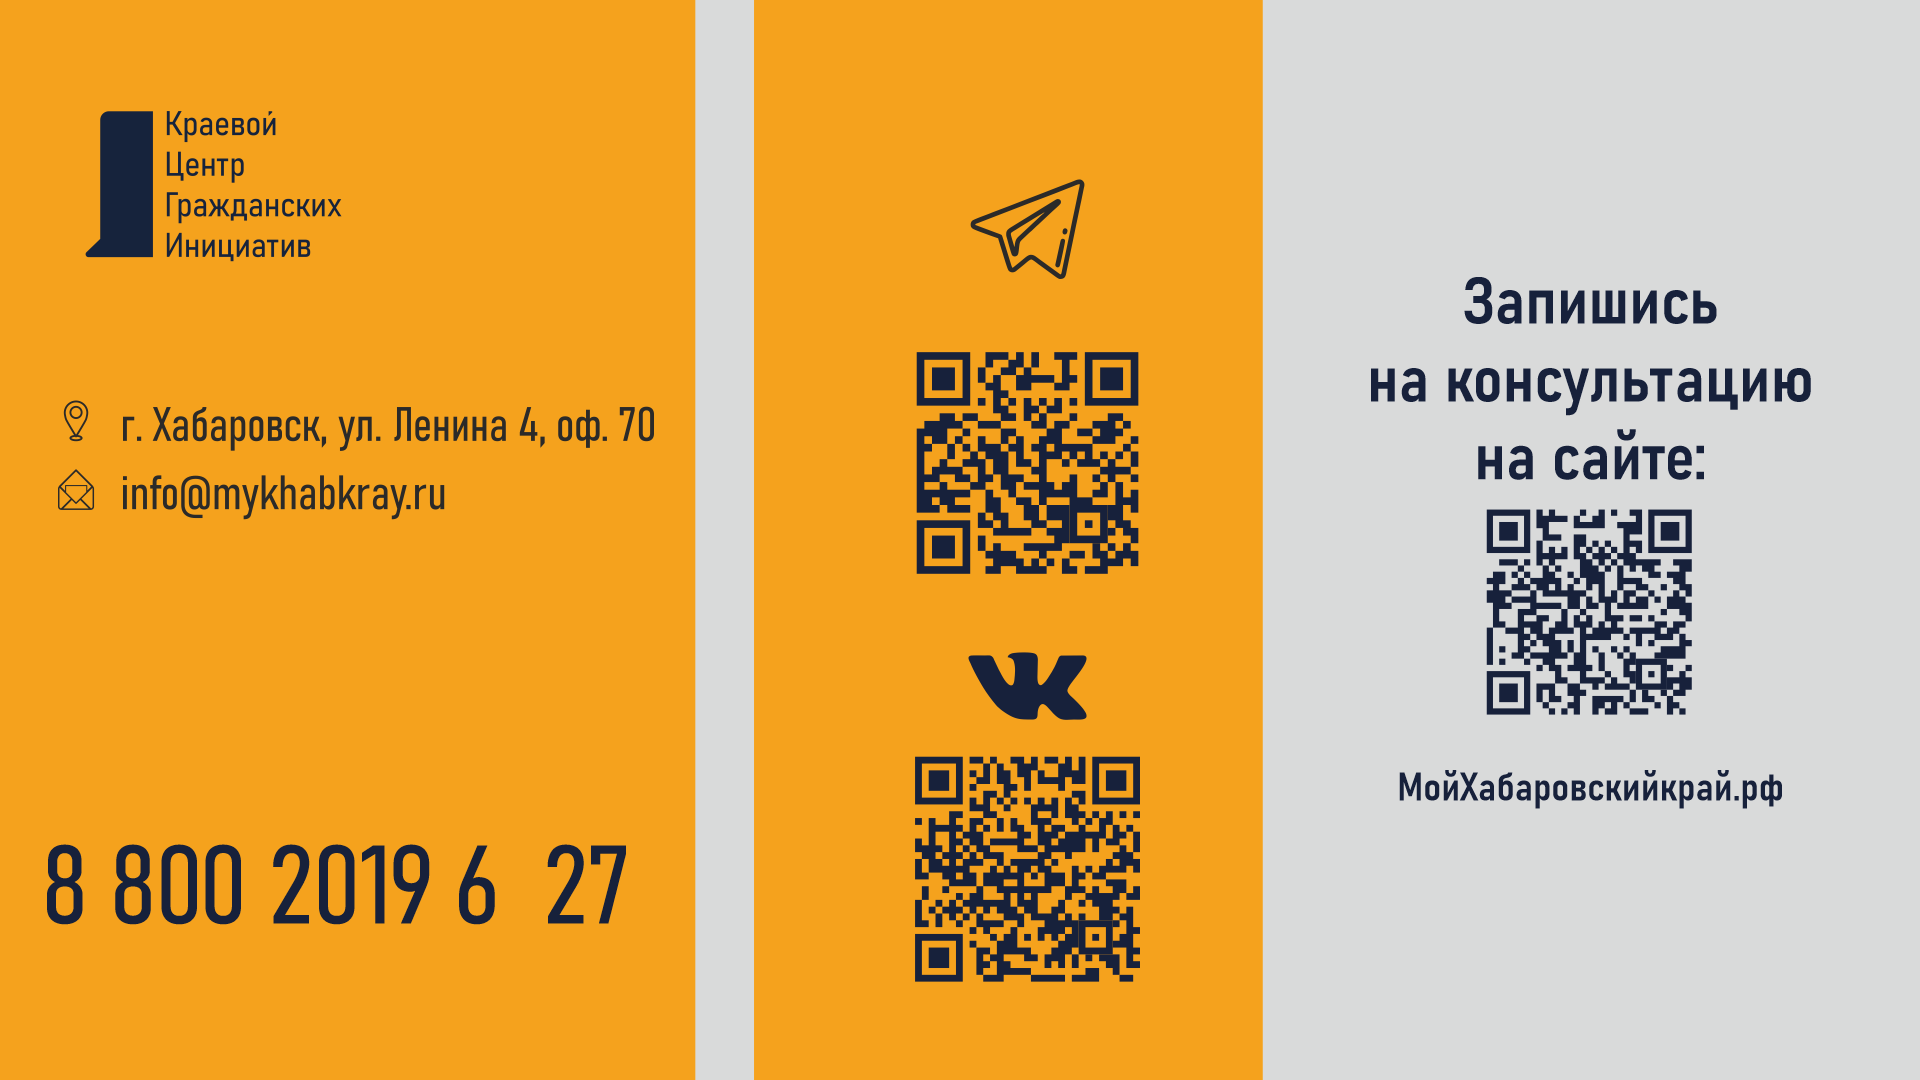 Краевой
Центр
Гражданских
Инициатив
г. Хабаровск, ул. Ленина 4, оф. 70
info@mykhabkray.ru
8 800 2019 6  27
Запишись
на консультацию
на сайте:
МойХабаровскийкрай.рф